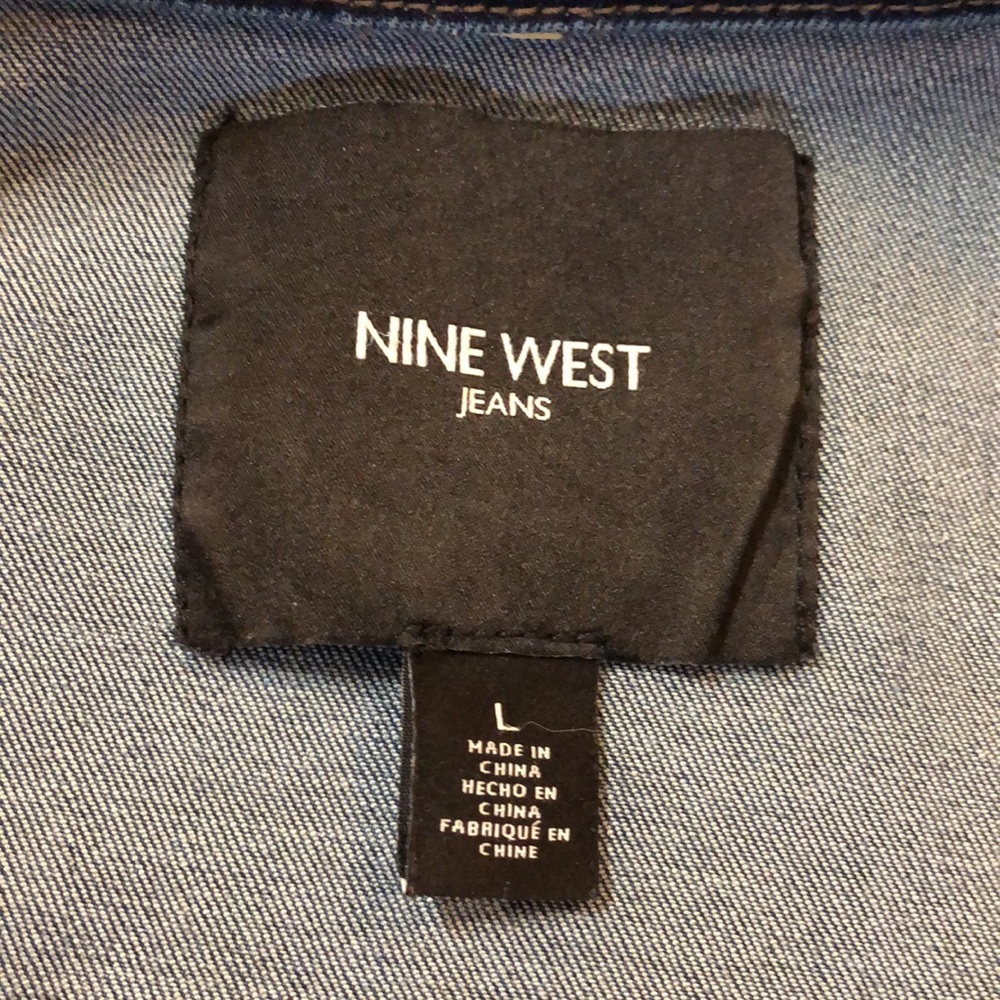 NINE WEST
JEANS
L
MADE IN
CHINA
HECHO EN
CHINA
FABRIQUÉ EN
CHINE